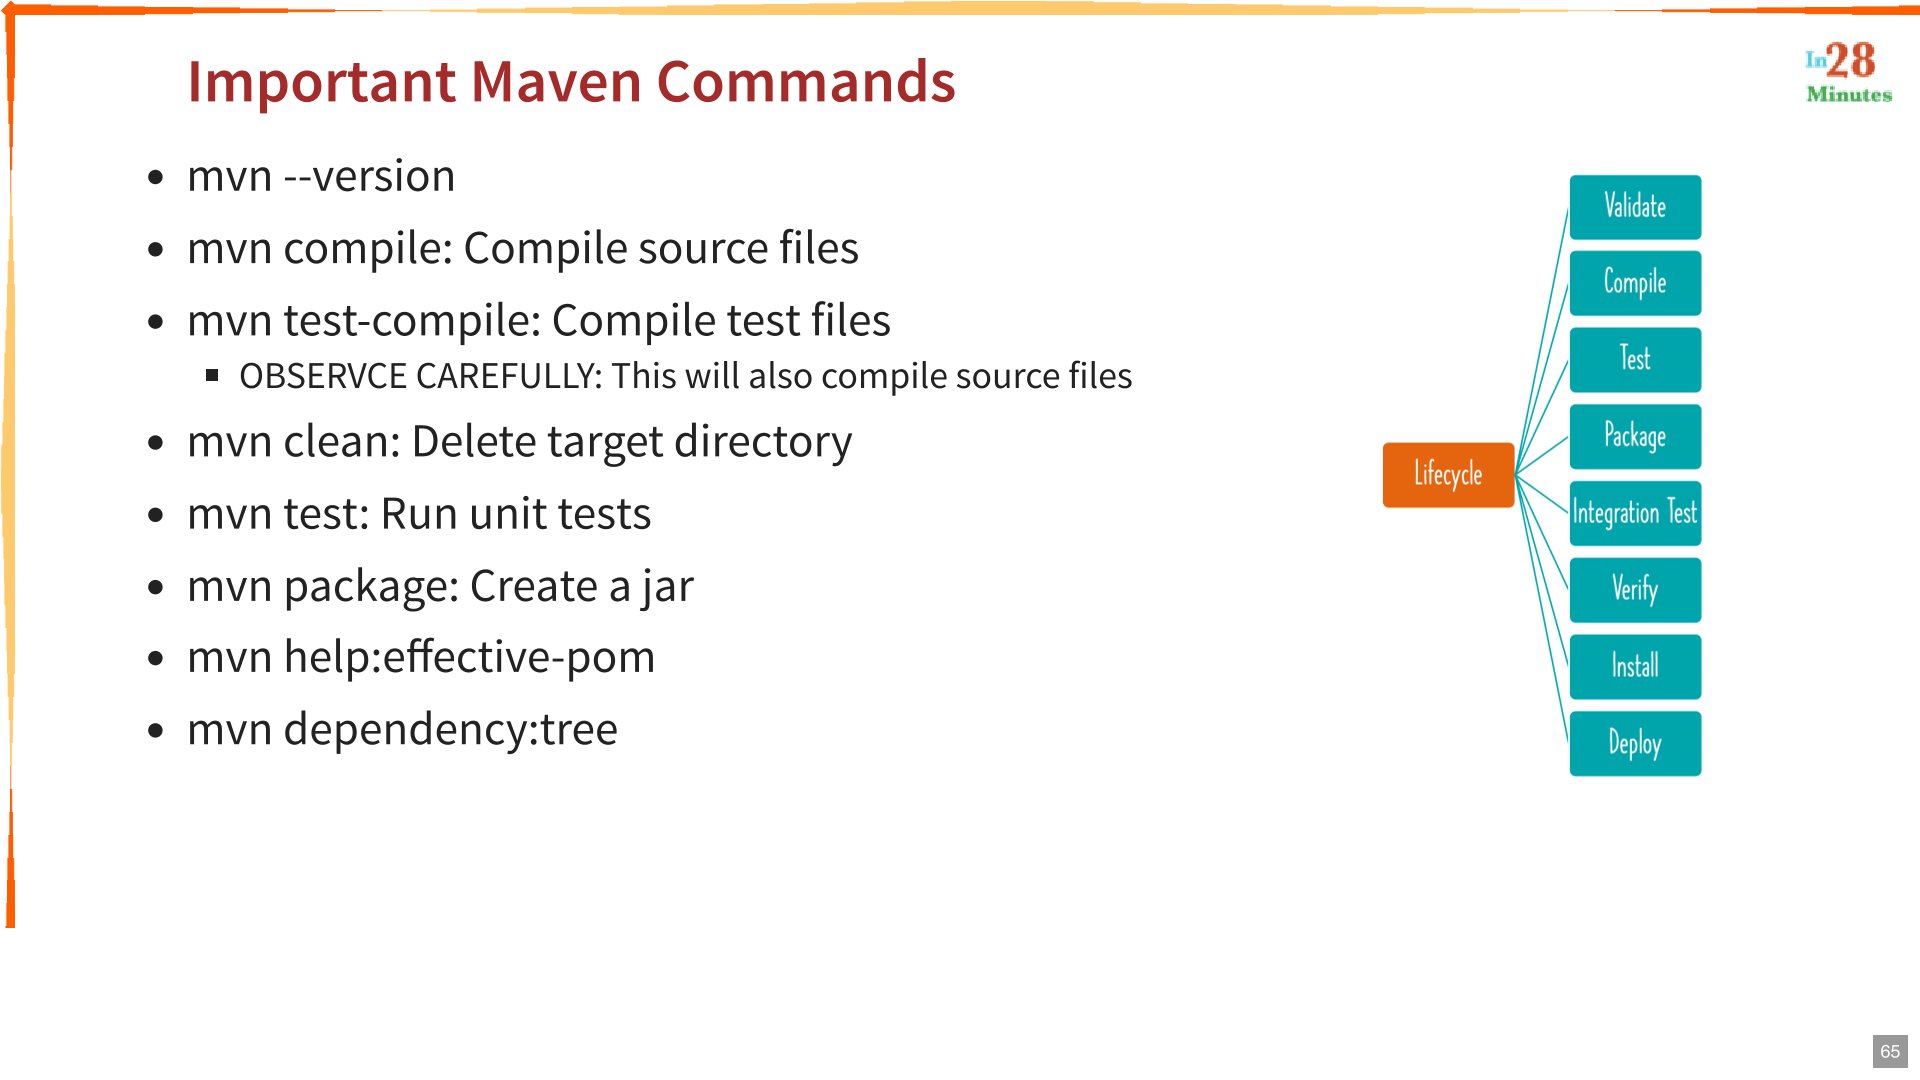 Important Maven Commands
In28
Minutes
mvn --version
mvn compile: Compile source files
mvn test-compile: Compile test files
OBSERVCE CAREFULLY: This will also compile source files
mvn clean: Delete target directory
mvn test: Run unit tests
mvn package: Create a jar
mvn help:effective-pom
mvn dependency:tree
Lifecycle
Validate
Compile
Test
Package
Integration Test
Verify
Install
Deploy
65